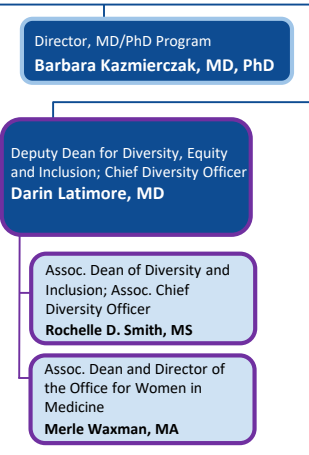 Director, MD/PhD Program
Barbara Kazmierczak, MD, PhD
Deputy Dean for Diversity, Equity
and Inclusion; Chief Diversity Officer
Darin Latimore, MD
Assoc. Dean of Diversity and
Inclusion; Assoc. Chief
Diversity Officer
Rochelle D. Smith, MS
Assoc. Dean and Director of
the Office for Women in
Medicine
Merle Waxman, MA